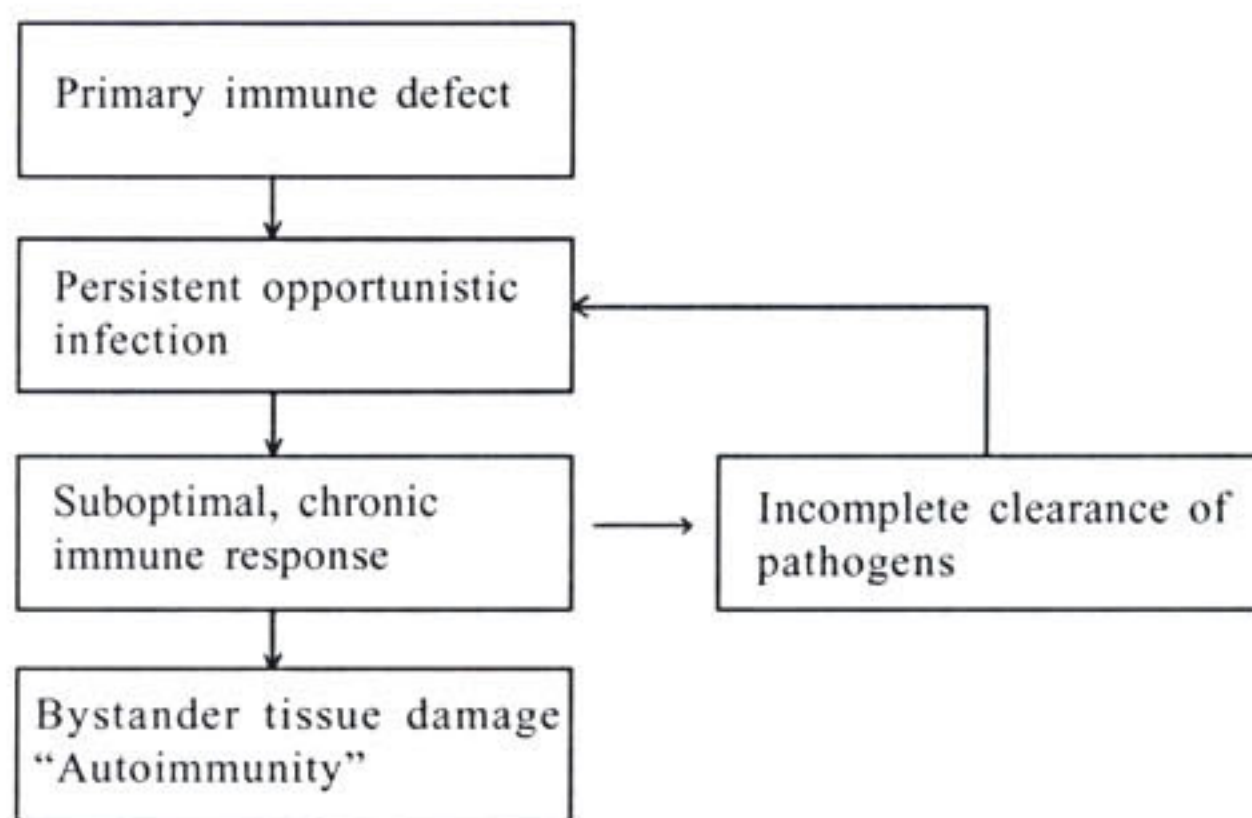 Primary immune defect
Persistent opportunistic
infection
Suboptimal, chronic
immune response
Incomplete clearance of
pathogens
Bystander tissue damage
“Autoimmunity”